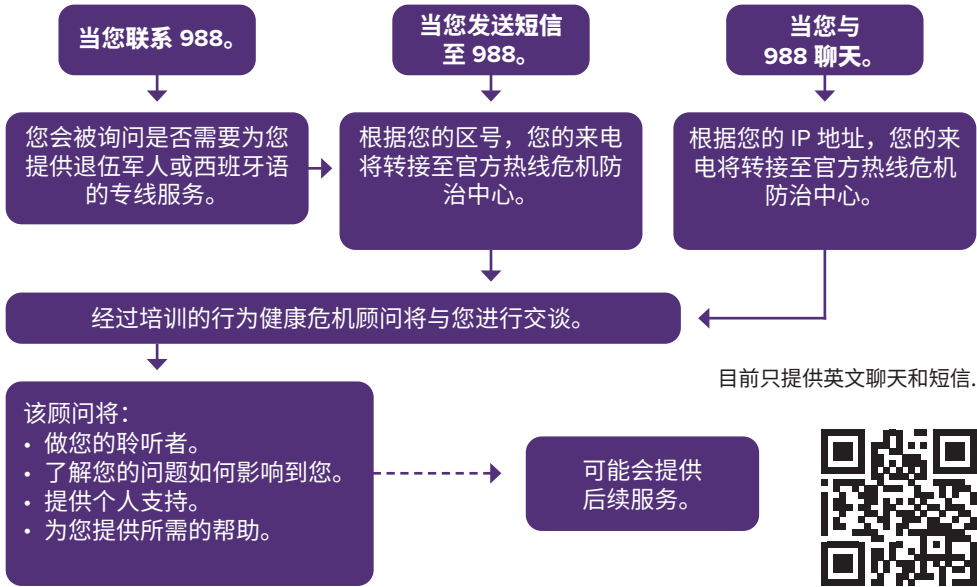 当您联系 988。
当您发送短信
至 988。
当您与
988 聊天。
您会被询问是否需要为您
提供退伍军人或西班牙语
的专线服务。
根据您的区号，您的来电
将转接至官方热线危机防
治中心。
根据您的 IP 地址，您的来
电将转接至官方热线危机
防治中心。
经过培训的行为健康危机顾问将与您进行交谈。
目前只提供英文聊天和短信.
该顾问将：
• 做您的聆听者。
• 了解您的问题如何影响到您。
• 提供个人支持。
• 为您提供所需的帮助。
可能会提供
后续服务。